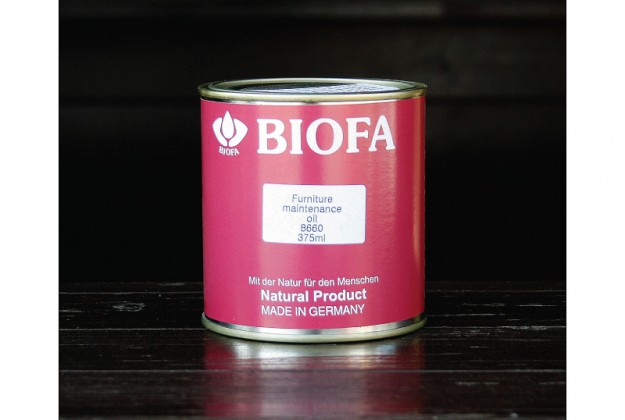 BIOFA
BIOFA
Furniture
maintenance
oil
8660
375ml
Mit der Natur für den Menschen
Natural Product
MADE IN GERMANY